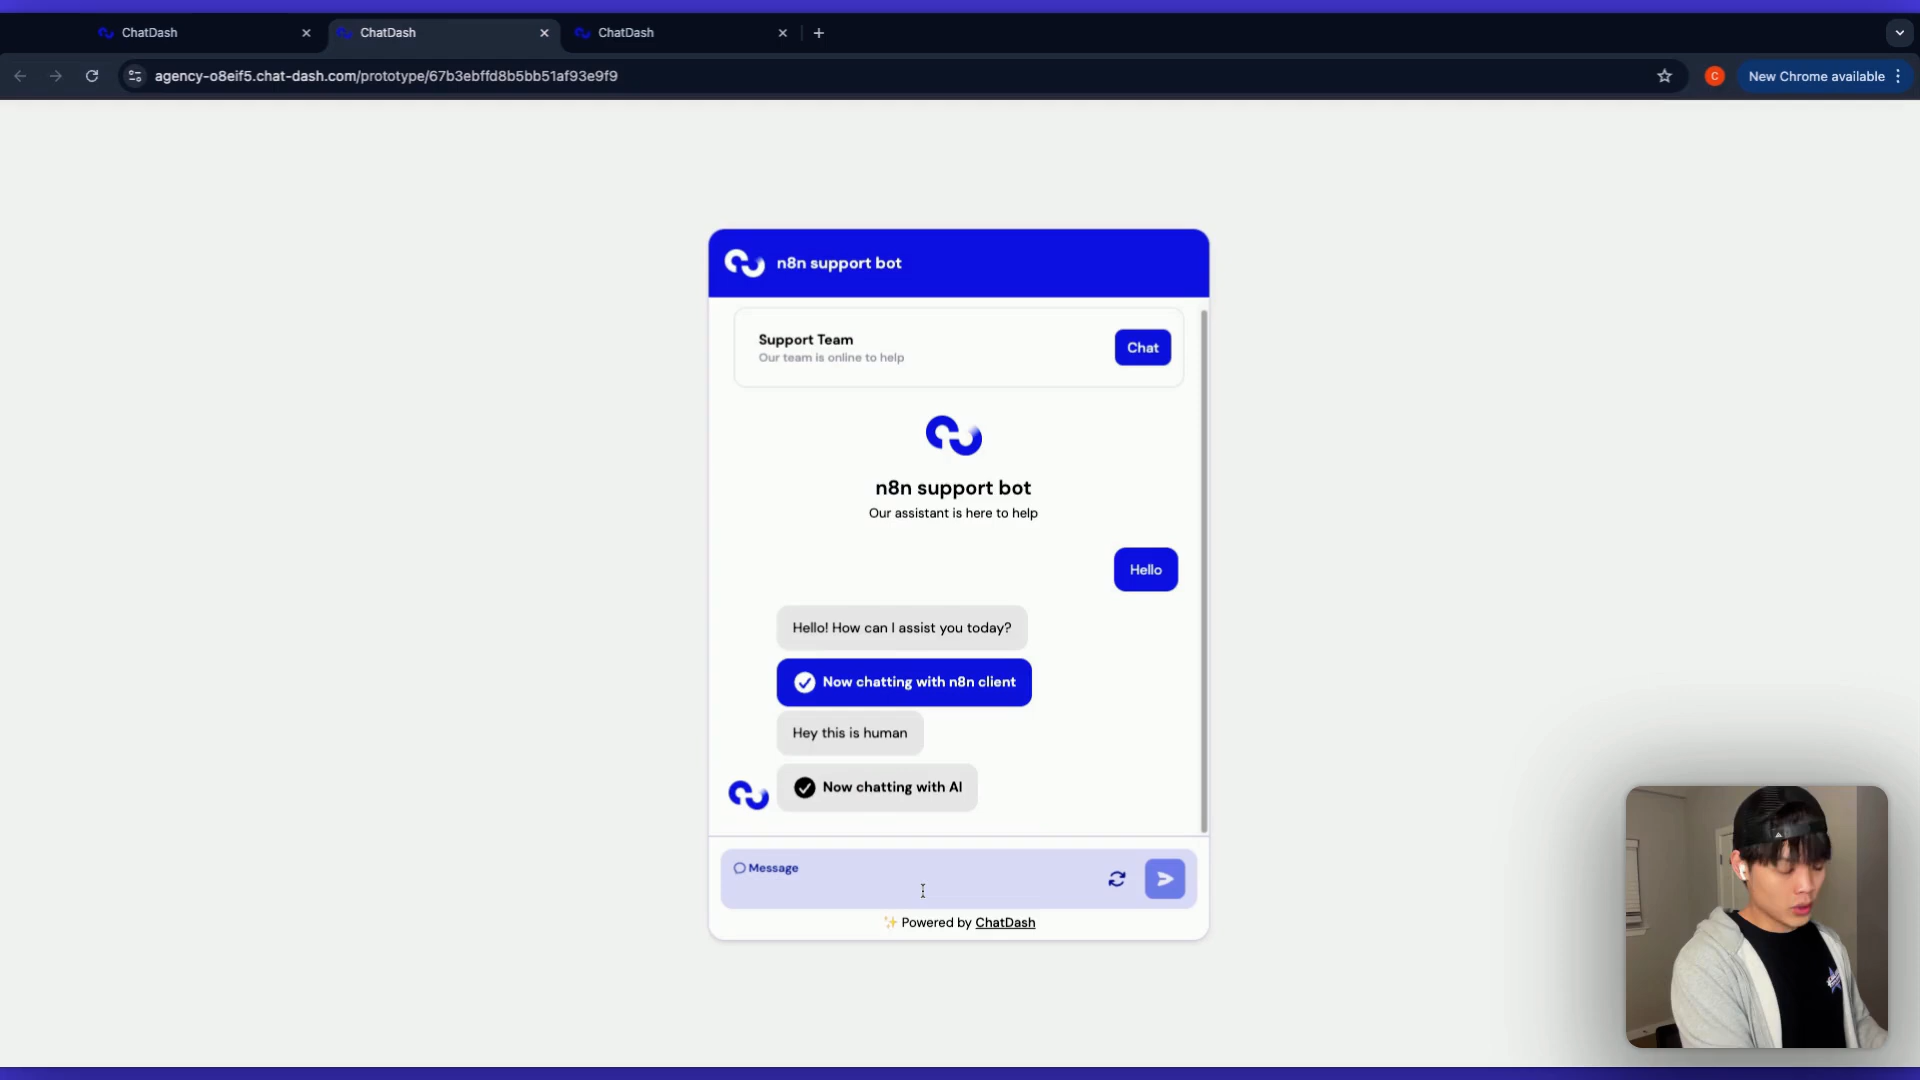 ChatDash
ChatDash
ChatDash
agency-o8eif5.chat-dash.com/prototype/67b3ebffd8b5bb51af93e9f9
C
New Chrome available
n8n support bot
Support Team
Our team is online to help
Chat
n8n support bot
Our assistant is here to help
Hello
Hello! How can I assist you today?
Now chatting with n8n client
Hey this is human
Now chatting with AI
Message
✨ Powered by ChatDash